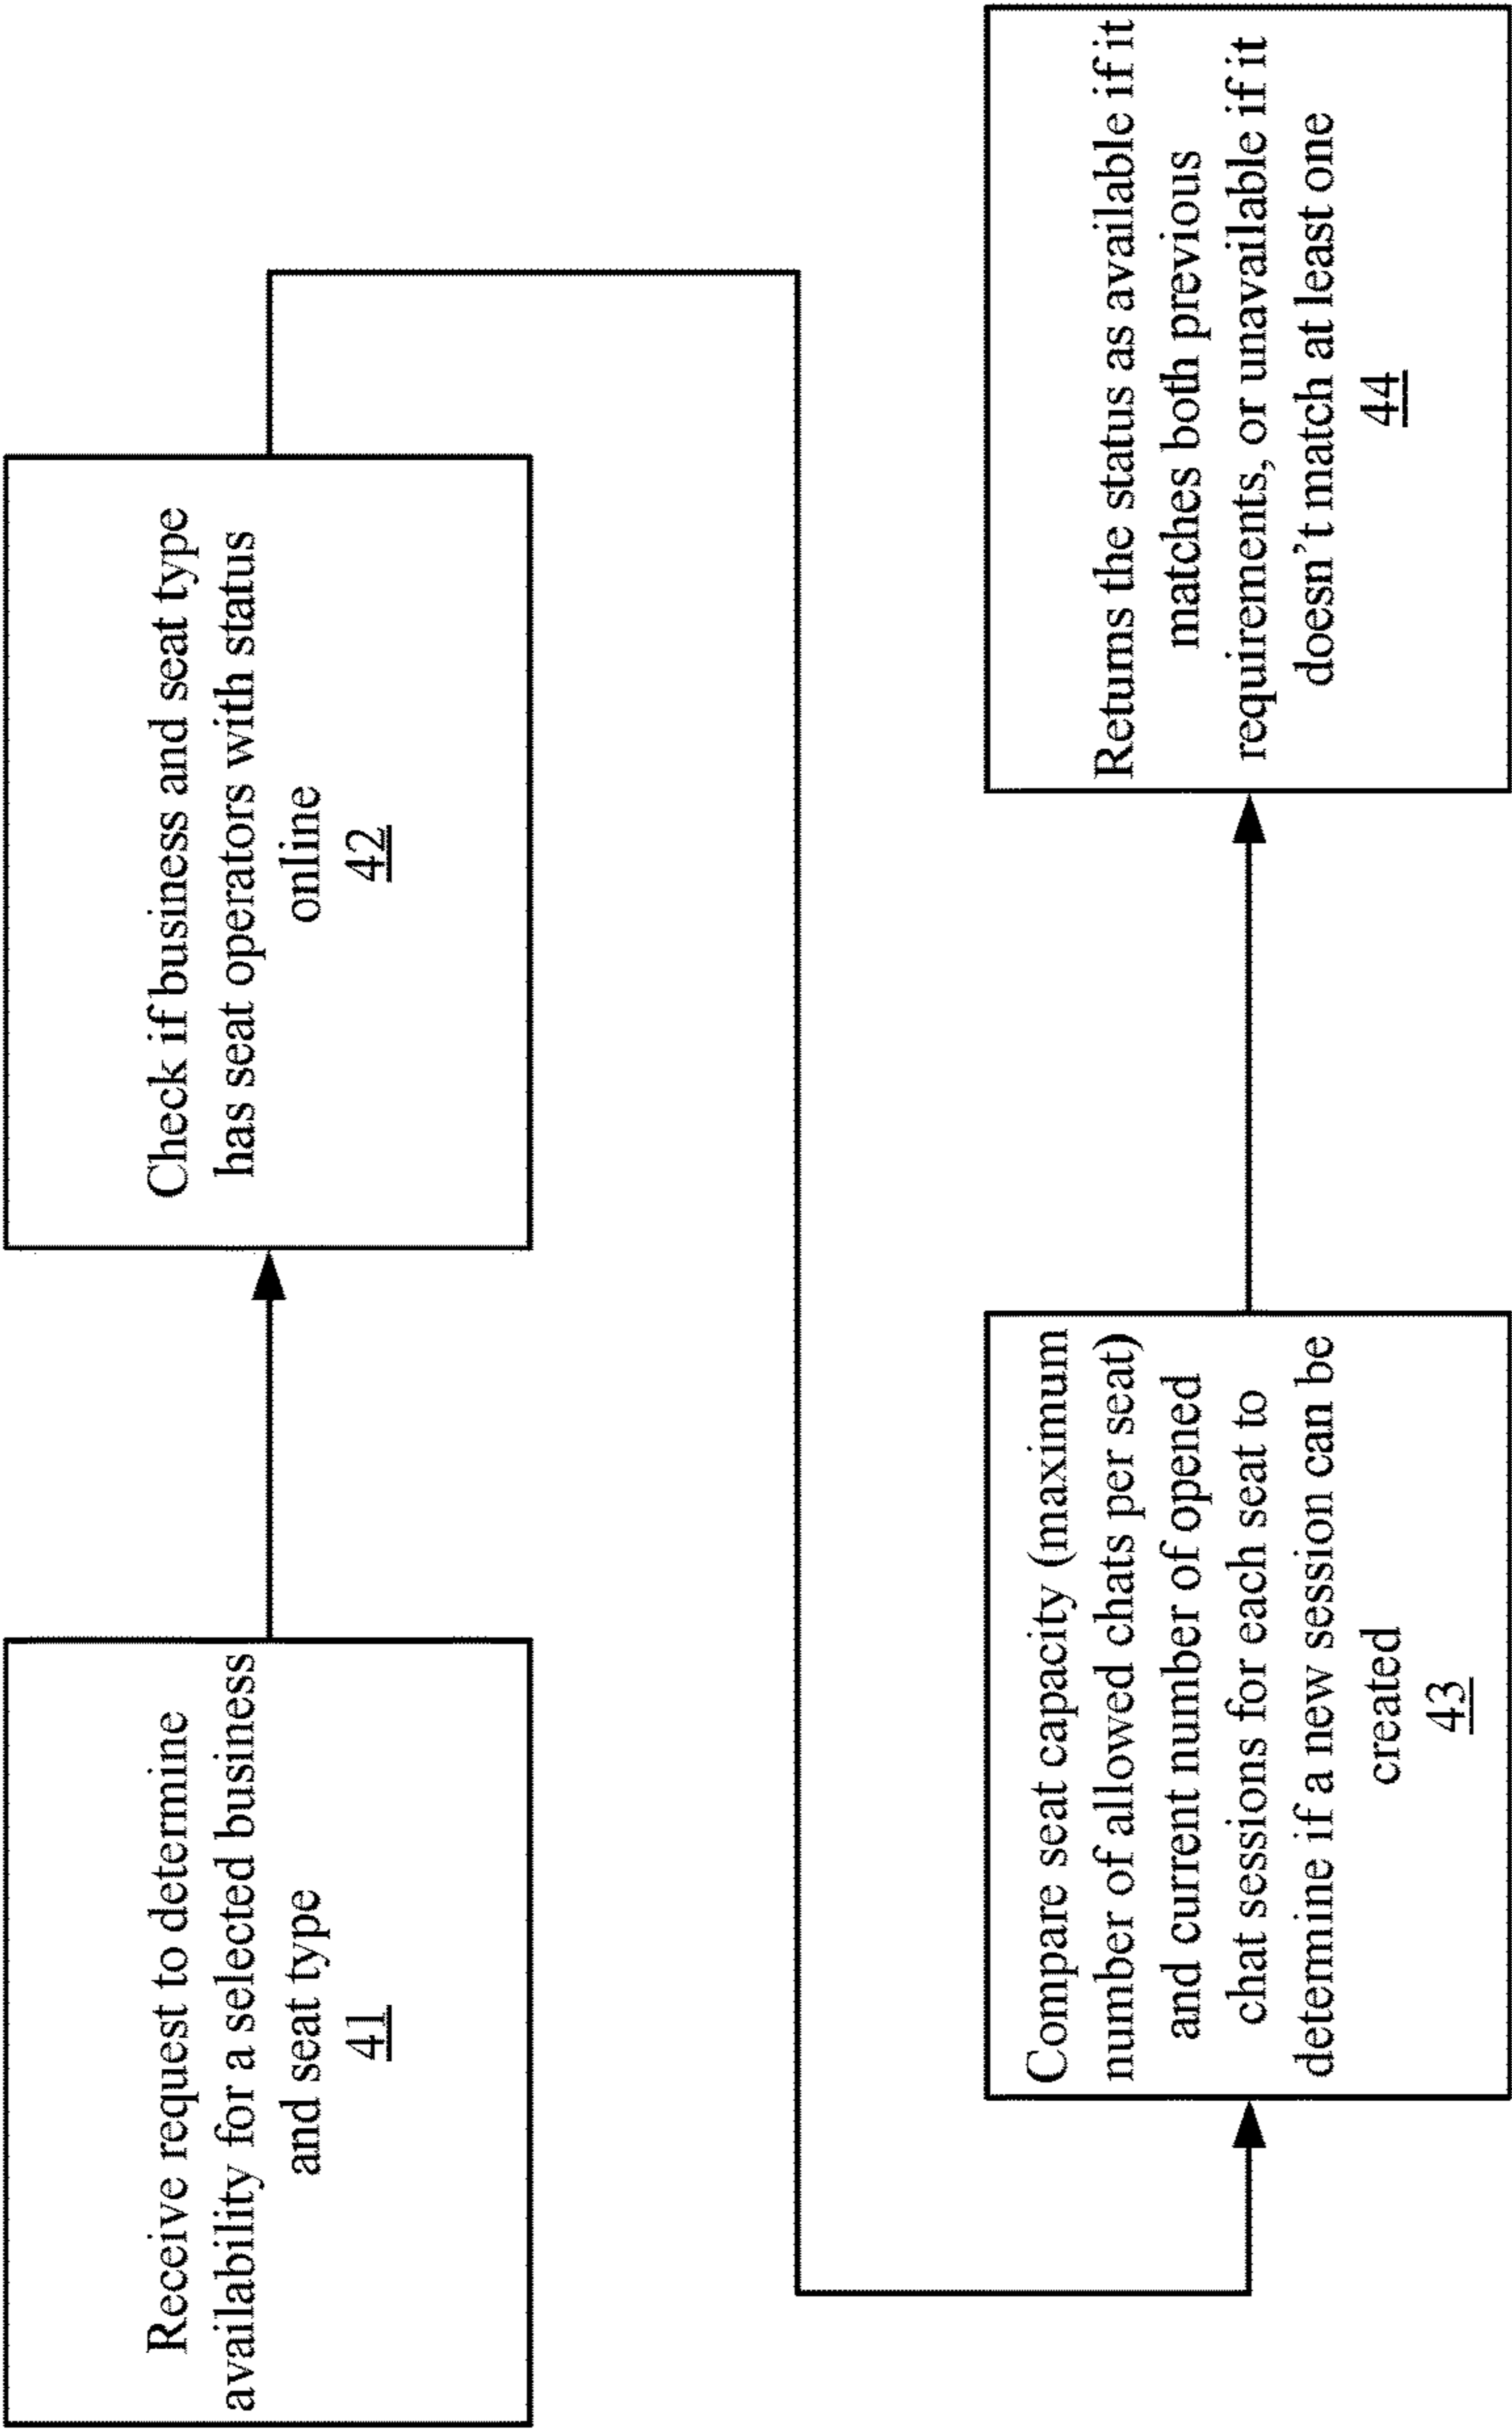 Receive request to determine
availability for a selected business
and seat type
41
Check if business and seat type
has seat operators with status
online
42
Compare seat capacity (maximum
number of allowed chats per seat)
and current number of opened
chat sessions for each seat to
determine if a new session can be
created
43
Returns the status as available if it
matches both previous
requirements, or unavailable if it
doesn't match at least one
44